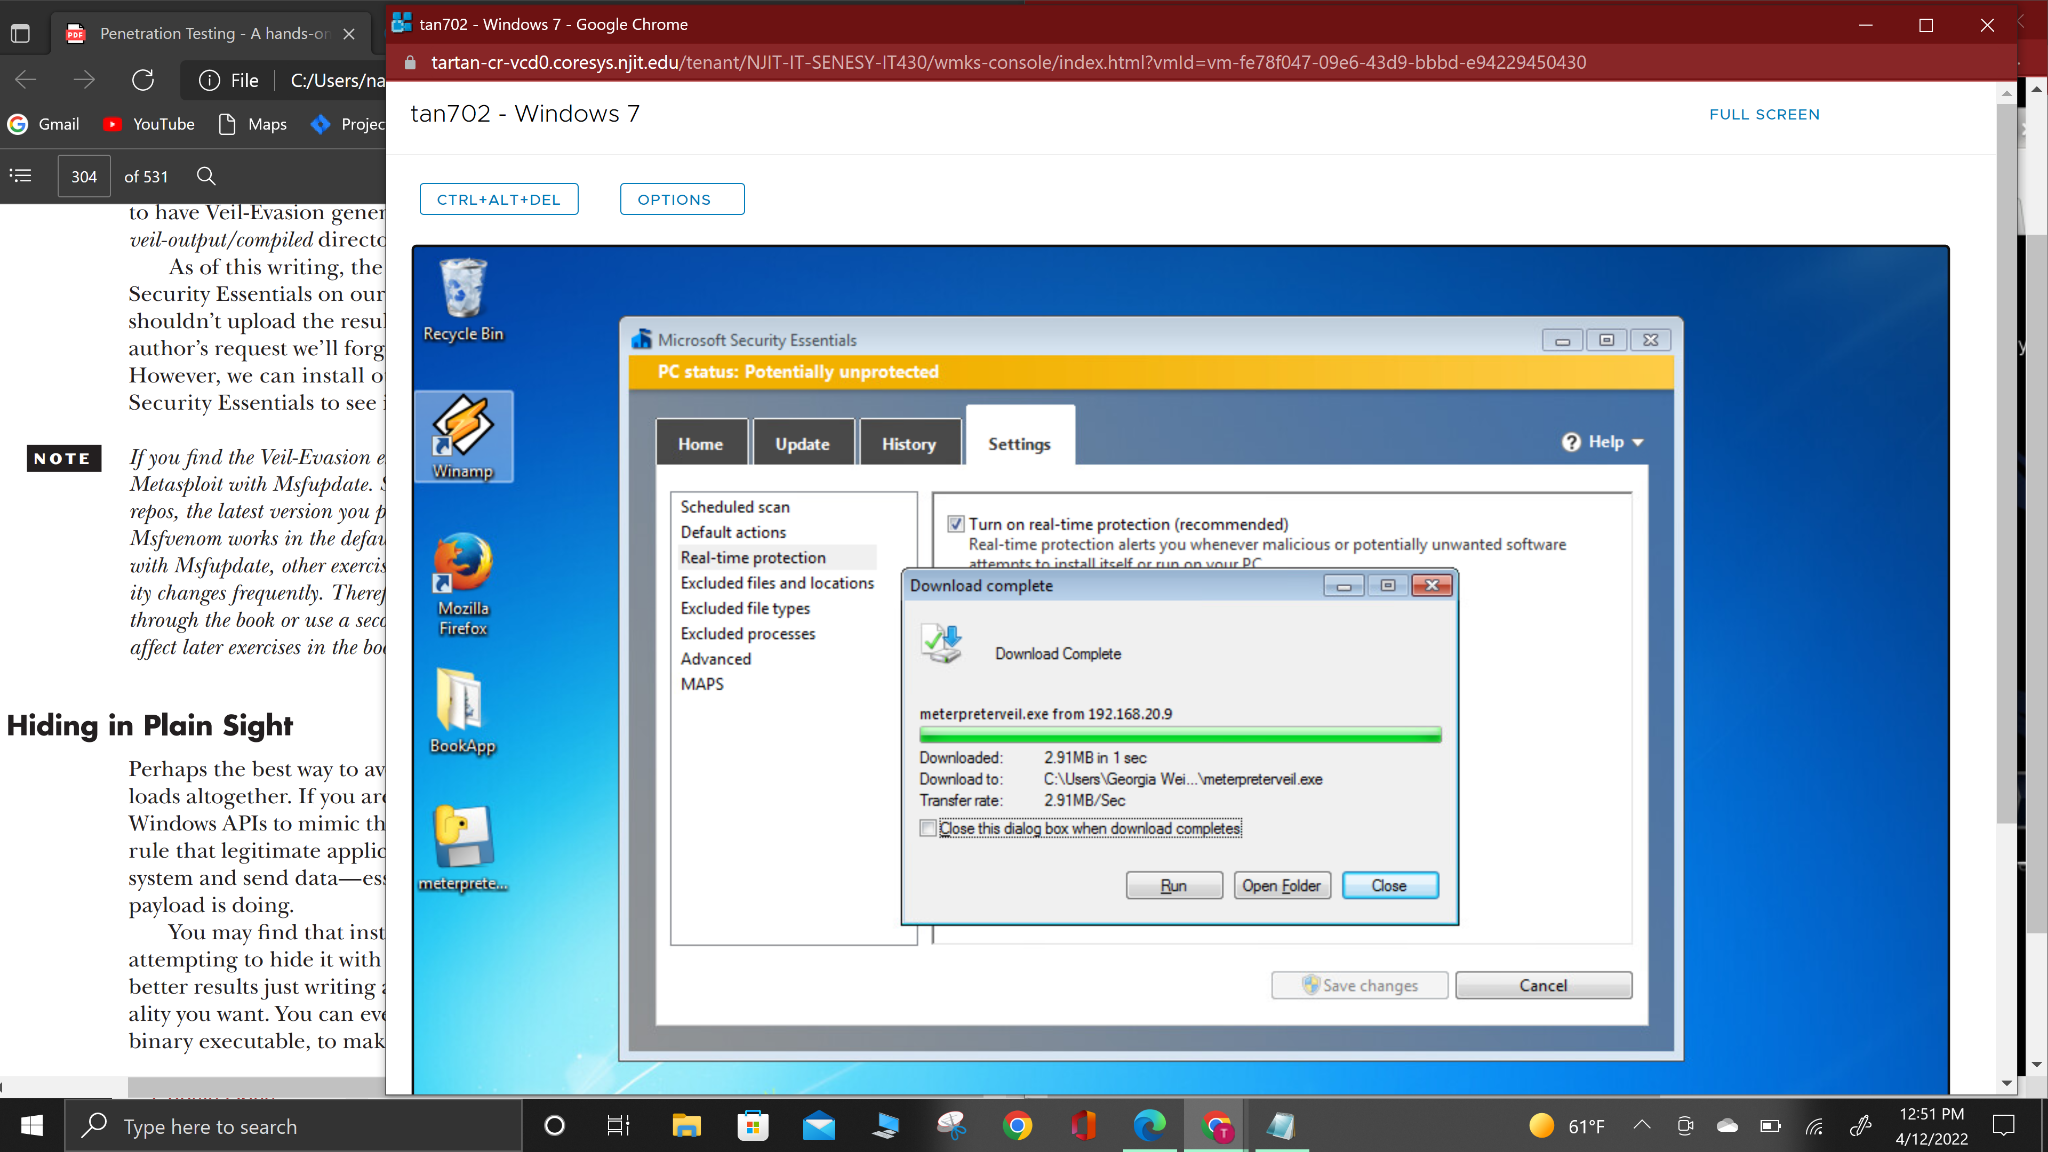 Penetration Testing - A hands-on
File
C:/Users/na
Gmail
YouTube
Maps
Projec
304
of 531
to have Veil-Evasion gener
veil-output/compiled directo
As of this writing, the
Security Essentials on our
shouldn't upload the resul
author's request we'll forg
However, we can install o
Security Essentials to see i
NOTE
If you find the Veil-Evasion e
Metasploit with Msfupdate. S
repos, the latest version you p
Msfvenom works in the defau
with Msfupdate, other exercis
ity changes frequently. Theref
through the book or use a seco
affect later exercises in the boo
Hiding in Plain Sight
Perhaps the best way to av
loads altogether. If you are
Windows APIs to mimic th
rule that legitimate applic
system and send data—ess
payload is doing.
You may find that inst
attempting to hide it with
better results just writing a
ality you want. You can eve
binary executable, to mak
tan702 - Windows 7 - Google Chrome
tartan-cr-vcd0.coresys.njit.edu/tenant/NJIT-IT-SENESY-IT430/wmks-console/index.html?vmId=vm-fe78f047-09e6-43d9-bbbd-e94229450430
tan702 - Windows 7
FULL SCREEN
CTRL+ALT+DEL
OPTIONS
Recycle Bin
Winamp
Mozilla
Firefox
BookApp
meterprete...
Microsoft Security Essentials
PC status: Potentially unprotected
Home
Update
History
Settings
Help
Scheduled scan
Default actions
Real-time protection
Excluded files and locations
Excluded file types
Excluded processes
Advanced
MAPS
Turn on real-time protection (recommended)
Real-time protection alerts you whenever malicious or potentially unwanted software
attempts to install itself or run on your PC
Download complete
Download Complete
meterpreterveil.exe from 192.168.20.9
Downloaded: 2.91MB in 1 sec
Download to: C:\Users\Georgia Wei...\meterpreterveil.exe
Transfer rate: 2.91MB/Sec
Close this dialog box when download completes
Run
Open Folder
Close
Save changes
Cancel
Type here to search
T
61°F
12:51 PM
4/12/2022